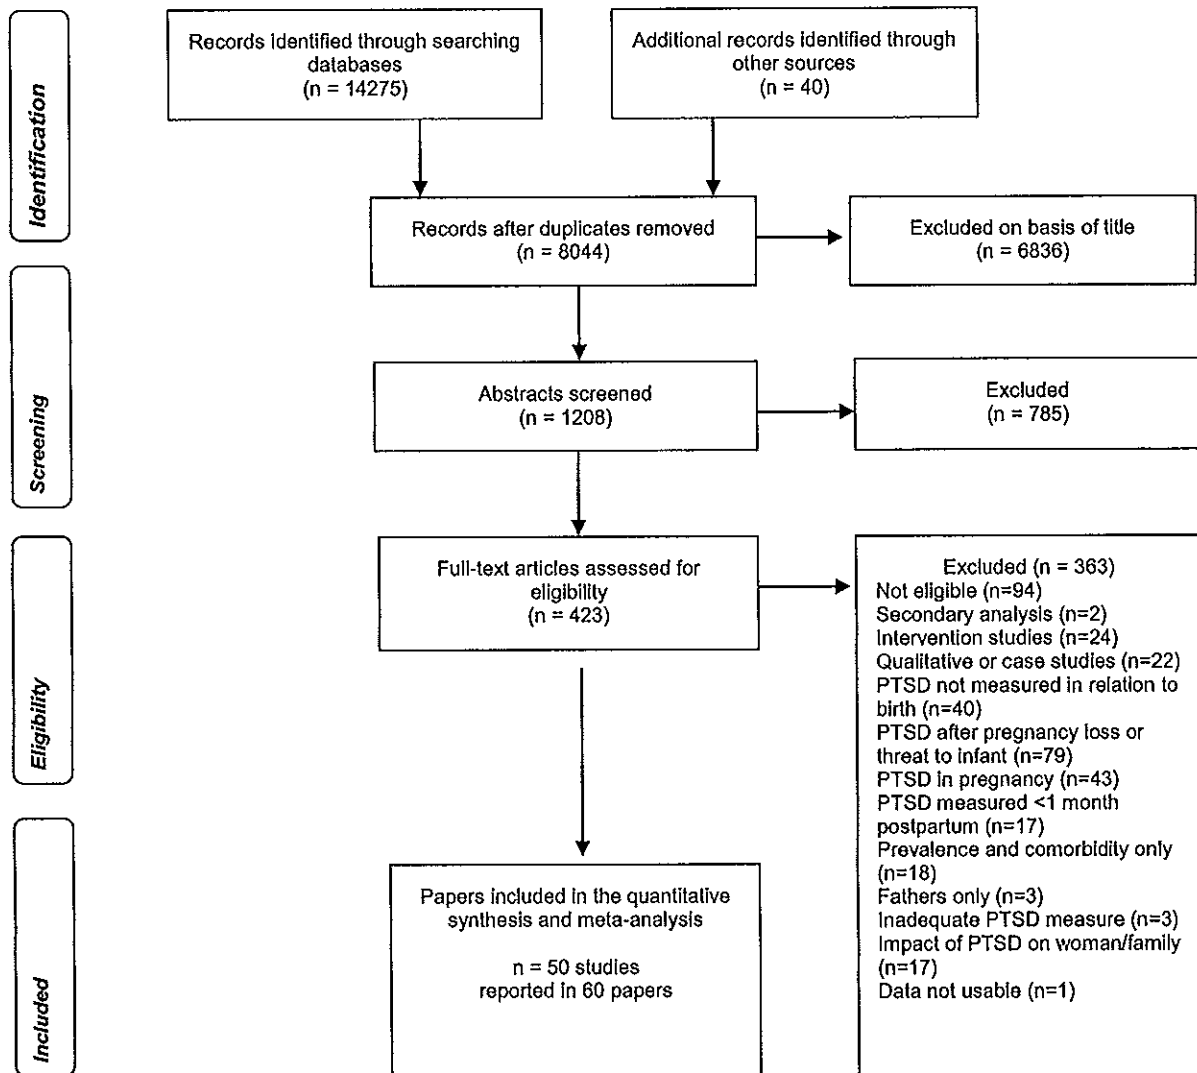 Identification
Records identified through searching
databases
(n = 14275)
Additional records identified through
other sources
(n = 40)
Records after duplicates removed
(n = 8044)
Excluded on basis of title
(n = 6836)
Screening
Abstracts screened
(n = 1208)
Excluded
(n = 785)
Eligibility
Full-text articles assessed for
eligibility
(n = 423)
Excluded (n = 363)
Not eligible (n=94)
Secondary analysis (n=2)
Intervention studies (n=24)
Qualitative or case studies (n=22)
PTSD not measured in relation to
birth (n=40)
PTSD after pregnancy loss or
threat to infant (n=79)
PTSD in pregnancy (n=43)
PTSD measured <1 month
postpartum (n=17)
Prevalence and comorbidity only
(n=18)
Fathers only (n=3)
Inadequate PTSD measure (n=3)
Impact of PTSD on woman/family
(n=17)
Data not usable (n=1)
Included
Papers included in the quantitative
synthesis and meta-analysis
n = 50 studies
reported in 60 papers